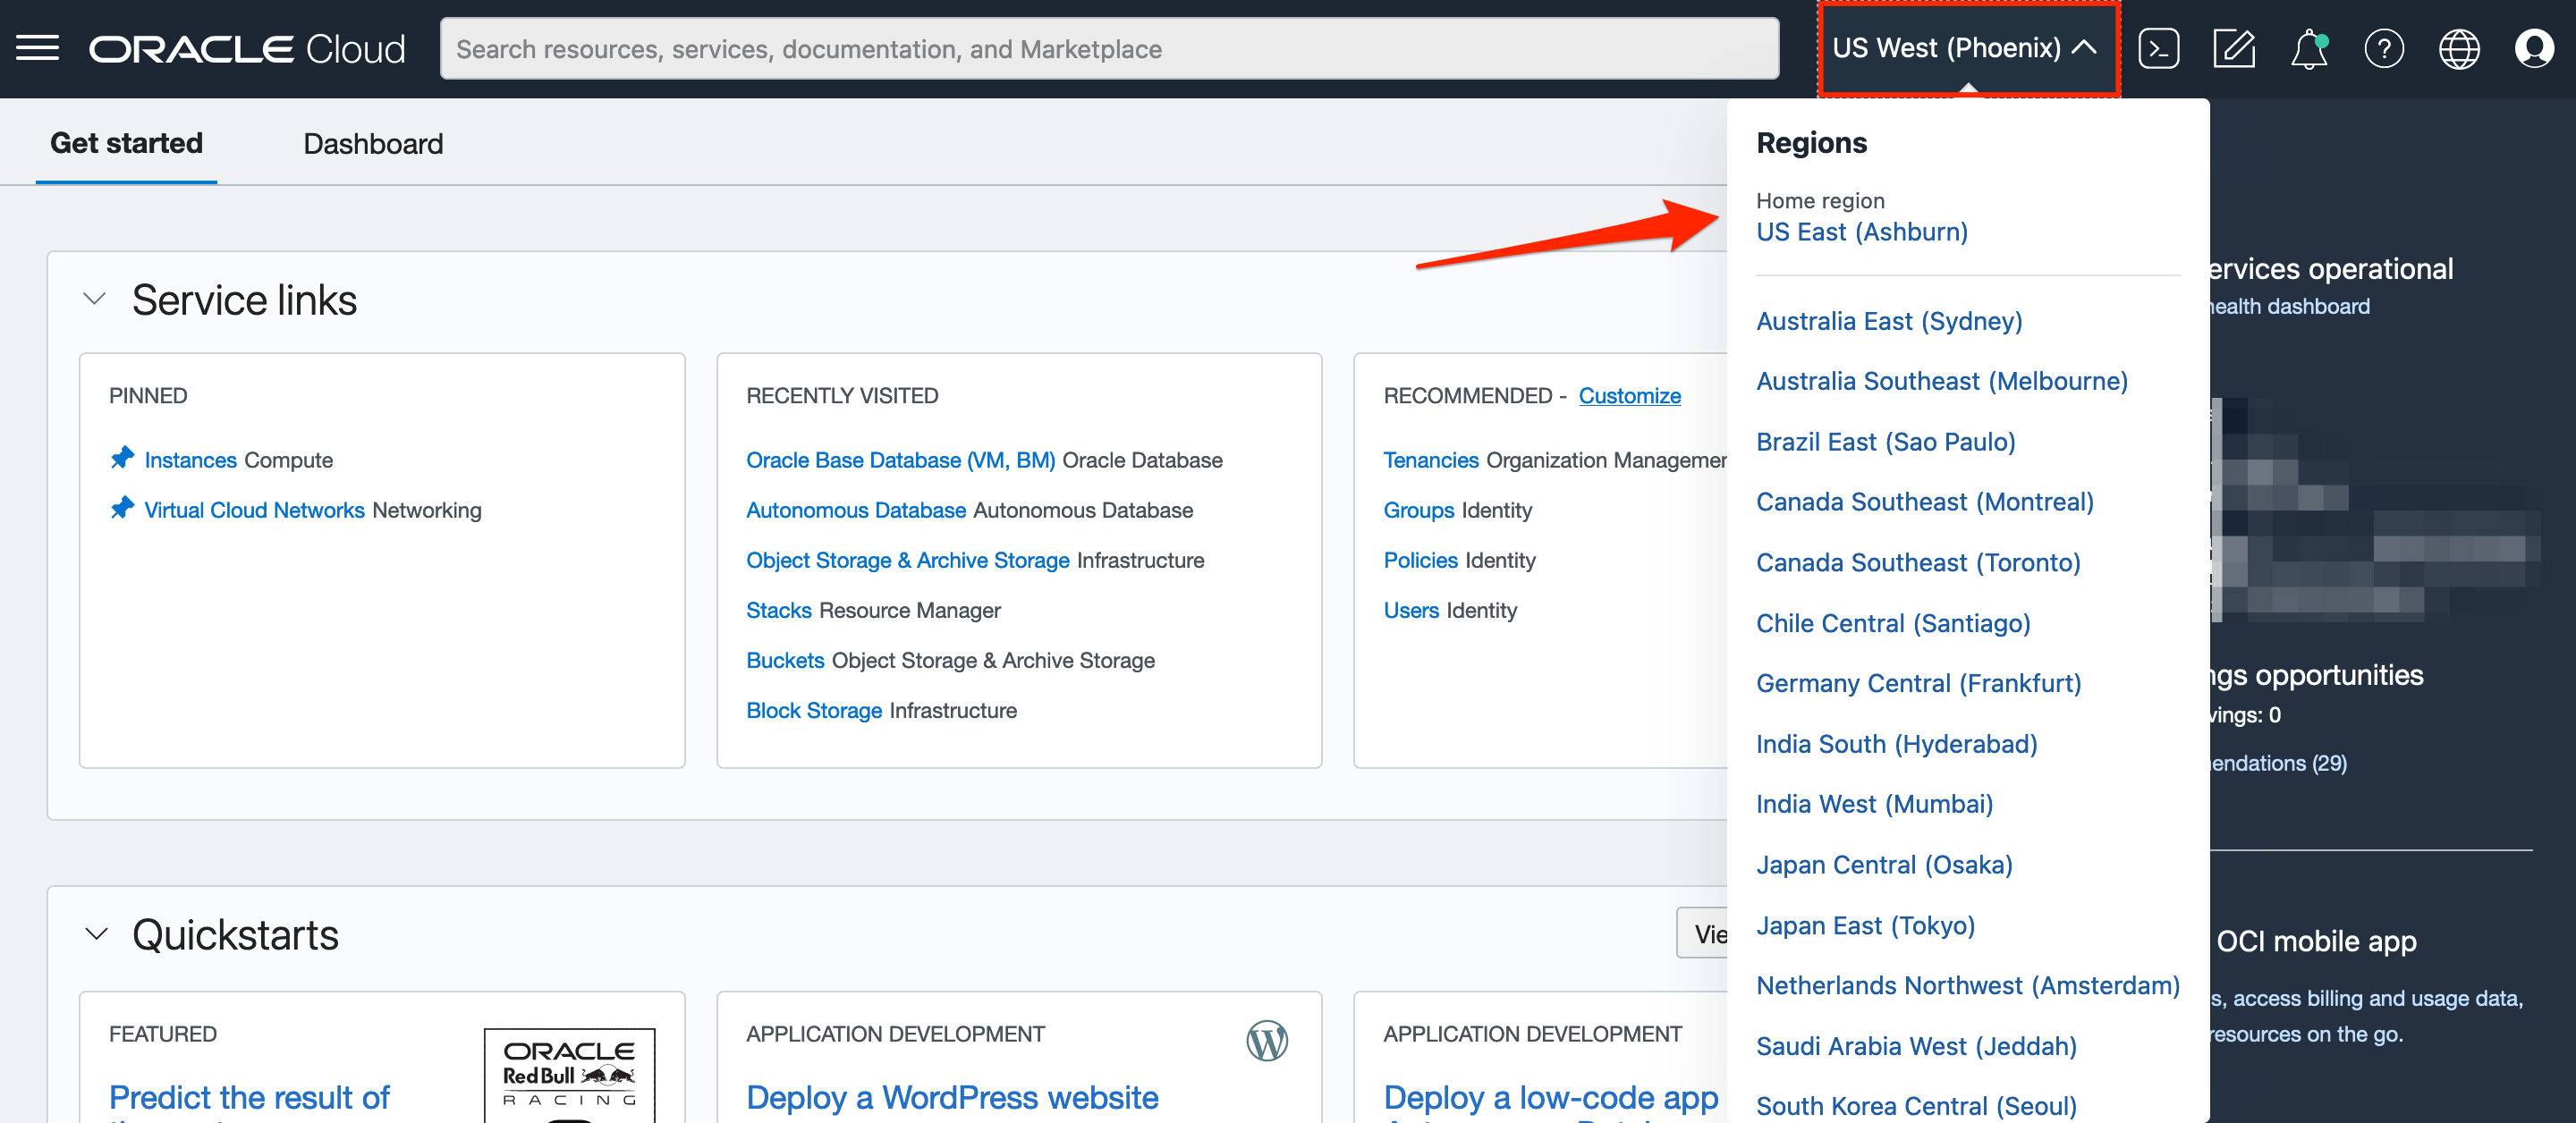 ORACLE Cloud
Search resources, services, documentation, and Marketplace
US West (Phoenix)
Get started
Dashboard
Service links
PINNED
Instances Compute
Virtual Cloud Networks Networking
RECENTLY VISITED
Oracle Base Database (VM, BM) Oracle Database
Autonomous Database Autonomous Database
Object Storage & Archive Storage Infrastructure
Stacks Resource Manager
Buckets Object Storage & Archive Storage
Block Storage Infrastructure
RECOMMENDED - Customize
Tenancies Organization
Groups Identity
Policies Identity
Users Identity
Regions
Home region
US East (Ashburn)
Australia East (Sydney)
Australia Southeast (Melbourne)
Brazil East (Sao Paulo)
Canada Southeast (Montreal)
Canada Southeast (Toronto)
Chile Central (Santiago)
Germany Central (Frankfurt)
India South (Hyderabad)
India West (Mumbai)
Japan Central (Osaka)
Japan East (Tokyo)
Netherlands Northwest (Amsterdam)
Saudi Arabia West (Jeddah)
South Korea Central (Seoul)
operational
health dashboard
opportunities
0
(29)
OCI mobile app
access billing and usage data,
resources on the go.
Quickstarts
FEATURED
Predict the result of
ORACLE
Red Bull
RACING
APPLICATION DEVELOPMENT
Deploy a WordPress website
APPLICATION DEVELOPMENT
Deploy a low-code app